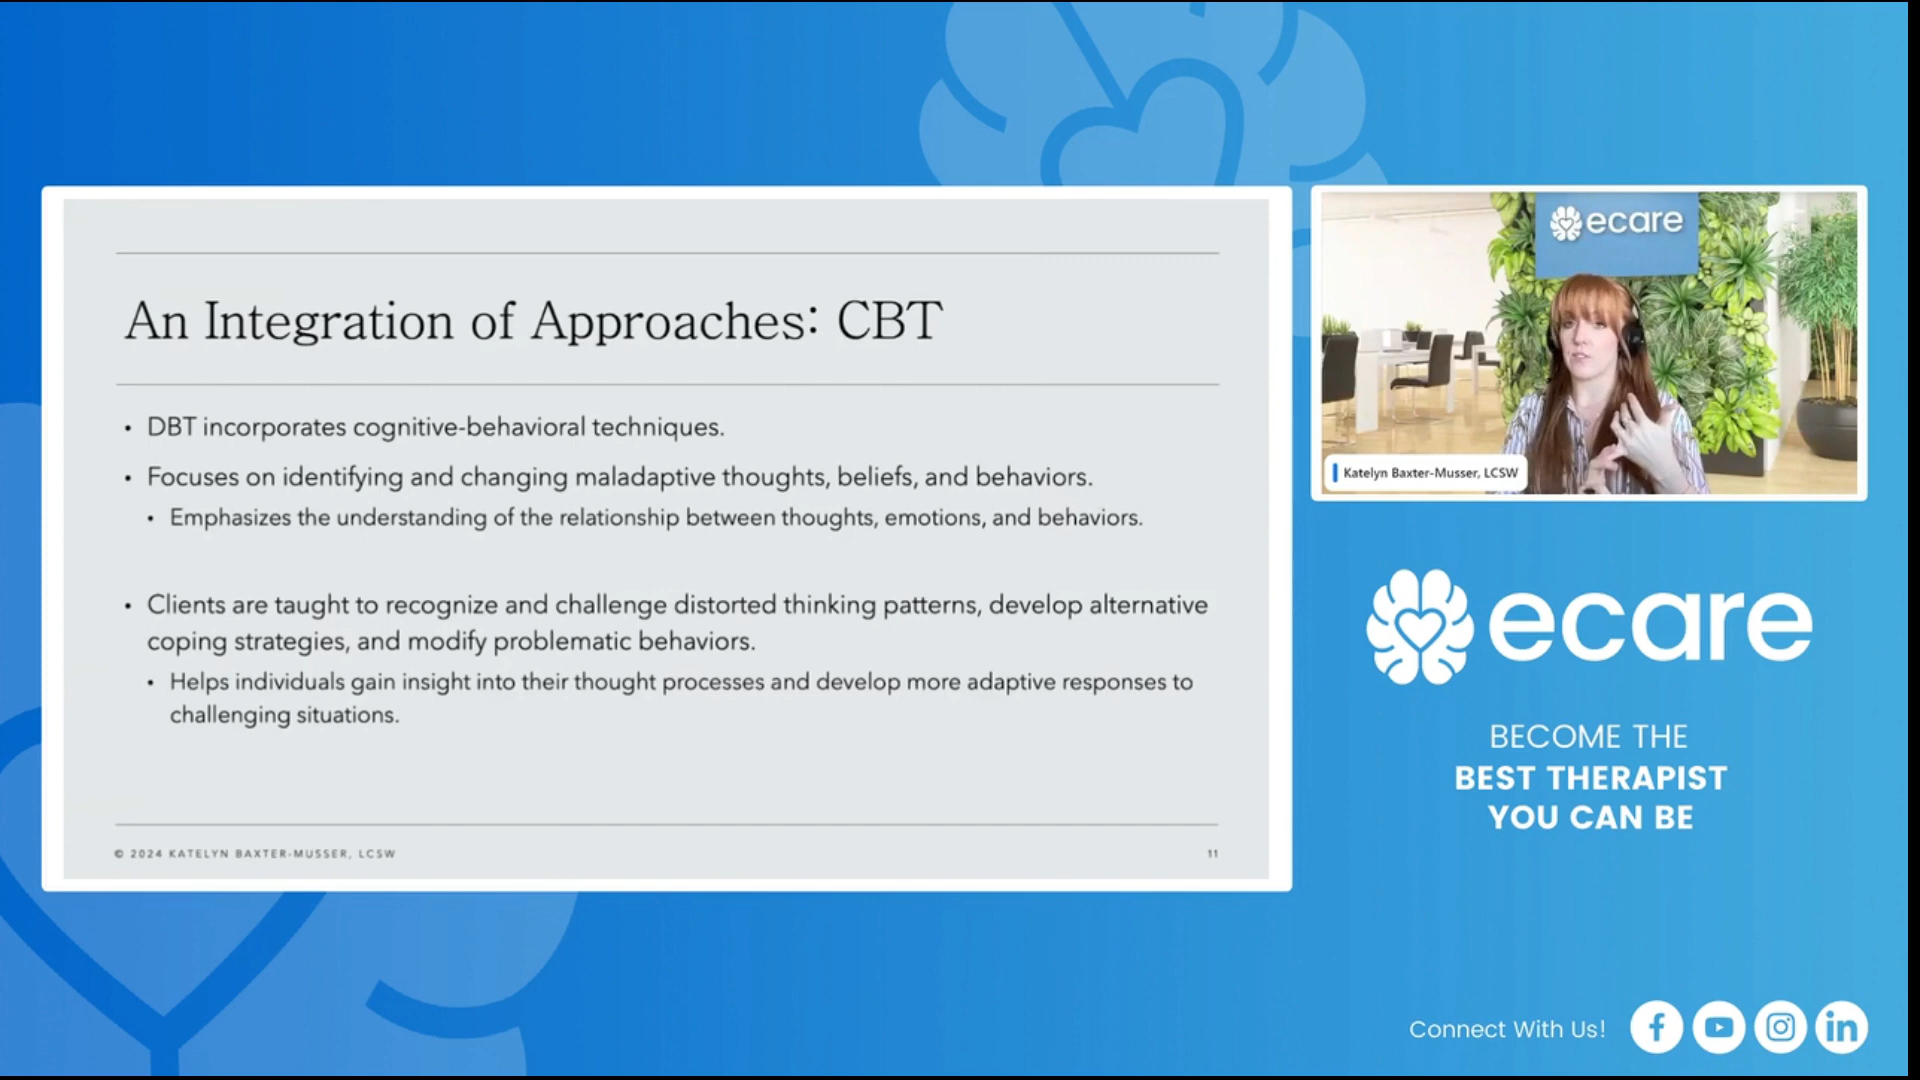 An Integration of Approaches: CBT
• DBT incorporates cognitive-behavioral techniques.
• Focuses on identifying and changing maladaptive thoughts, beliefs, and behaviors.
• Emphasizes the understanding of the relationship between thoughts, emotions, and behaviors.
• Clients are taught to recognize and challenge distorted thinking patterns, develop alternative
coping strategies, and modify problematic behaviors.
• Helps individuals gain insight into their thought processes and develop more adaptive responses to
challenging situations.
© 2024 KATELYN BAXTER-MUSSER, LCSW
11
ecare
Katelyn Baxter-Musser, LCSW
ecare
BECOME THE
BEST THERAPIST
YOU CAN BE
Connect With Us!